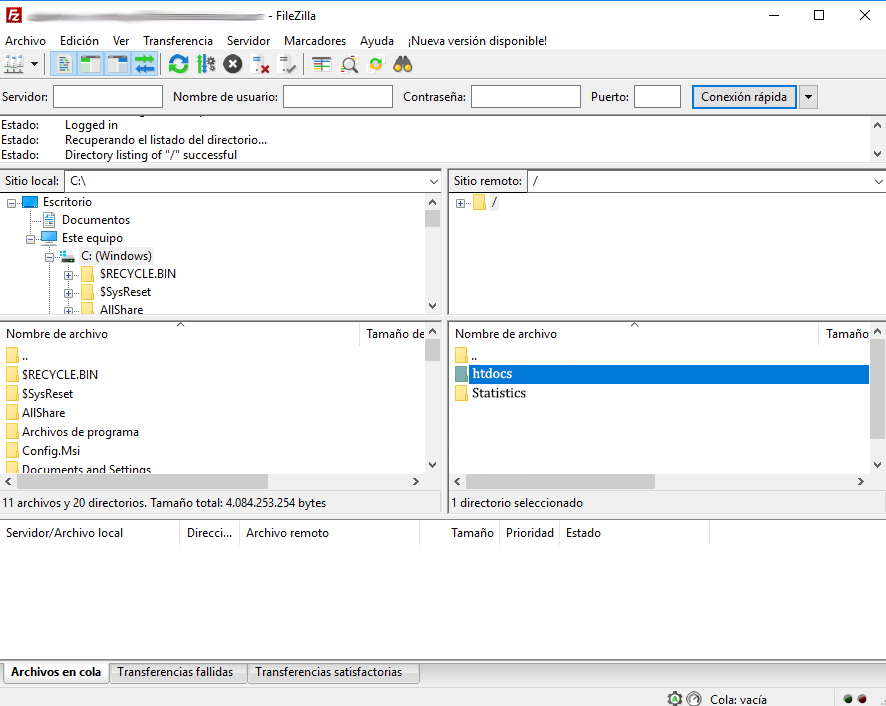 - FileZilla
Archivo Edición Ver Transferencia Servidor Marcadores Ayuda ¡Nueva versión disponible!
Servidor: Nombre de usuario: Contraseña: Puerto: Conexión rápida
Estado: Logged in
Estado: Recuperando el listado del directorio...
Estado: Directory listing of "/" successful
Sitio local: C:\
Escritorio
Documentos
Este equipo
C: (Windows)
$RECYCLE.BIN
$SysReset
AllShare
Sitio remoto: /
/
Nombre de archivo Tamaño de
..
$RECYCLE.BIN
$SysReset
AllShare
Archivos de programa
Config.Msi
Documents and Settings
11 archivos y 20 directorios. Tamaño total: 4.084.253.254 bytes
Nombre de archivo Tamaño
..
htdocs
Statistics
1 directorio seleccionado
Servidor/Archivo local Direcci... Archivo remoto Tamaño Prioridad Estado
Archivos en cola Transferencias fallidas Transferencias satisfactorias
Cola: vacía